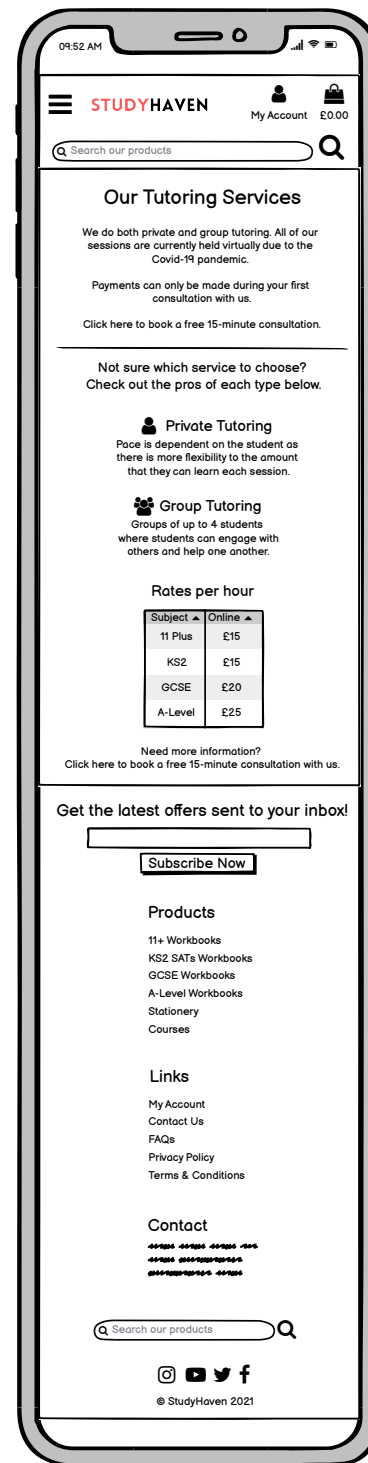 09:52 AM
STUDYHAVEN
My Account £0.00
Search our products
Our Tutoring Services
We do both private and group tutoring. All of our
sessions are currently held virtually due to the
Covid-19 pandemic.
Payments can only be made during your first
consultation with us.
Click here to book a free 15-minute consultation.
Not sure which service to choose?
Check out the pros of each type below.
Private Tutoring
Pace is dependent on the student as
there is more flexibility to the amount
that they can learn each session.
Group Tutoring
Groups of up to 4 students
where students can engage with
others and help one another.
Rates per hour
Subject Online
11 Plus £15
KS2 £15
GCSE £20
A-Level £25
Need more information?
Click here to book a free 15-minute consultation with us.
Get the latest offers sent to your inbox!
Subscribe Now
Products
11+ Workbooks
KS2 SATs Workbooks
GCSE Workbooks
A-Level Workbooks
Stationery
Courses
Links
My Account
Contact Us
FAQs
Privacy Policy
Terms & Conditions
Contact
Search our products
© StudyHaven 2021